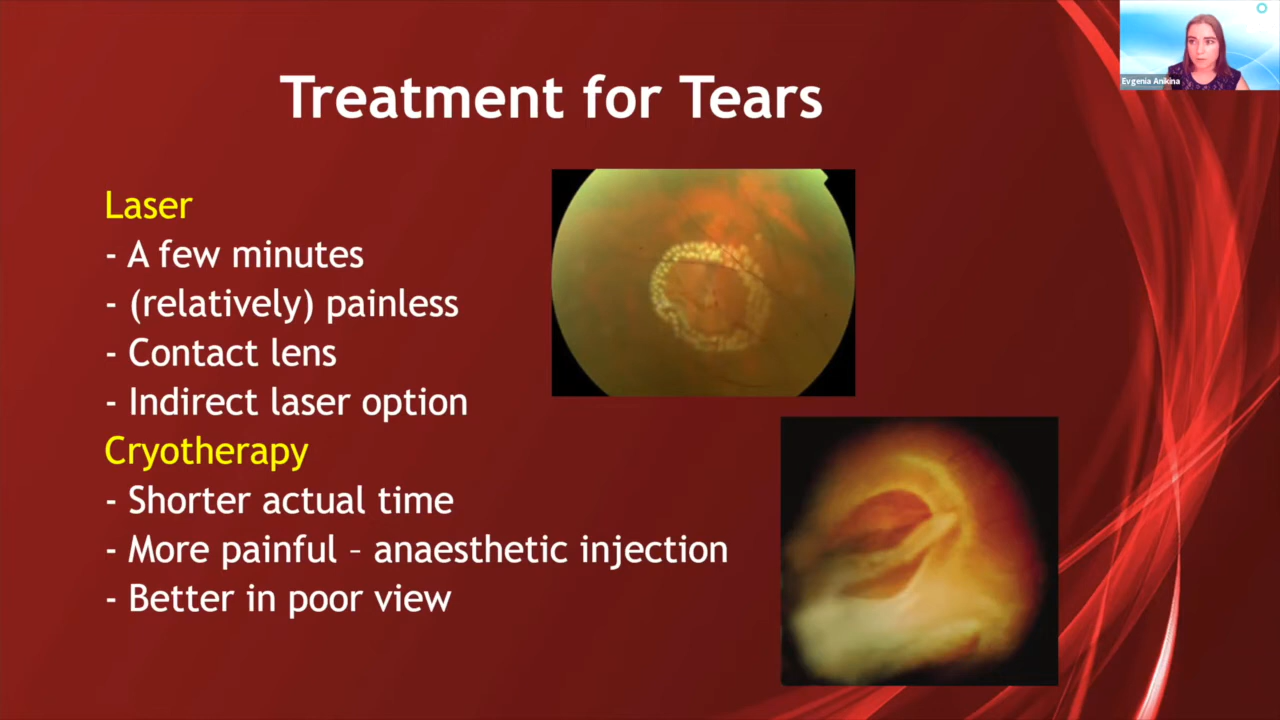 Treatment for Tears
Evgenia Anikina
Laser
- A few minutes
- (relatively) painless
- Contact lens
- Indirect laser option
Cryotherapy
- Shorter actual time
- More painful – anaesthetic injection
- Better in poor view